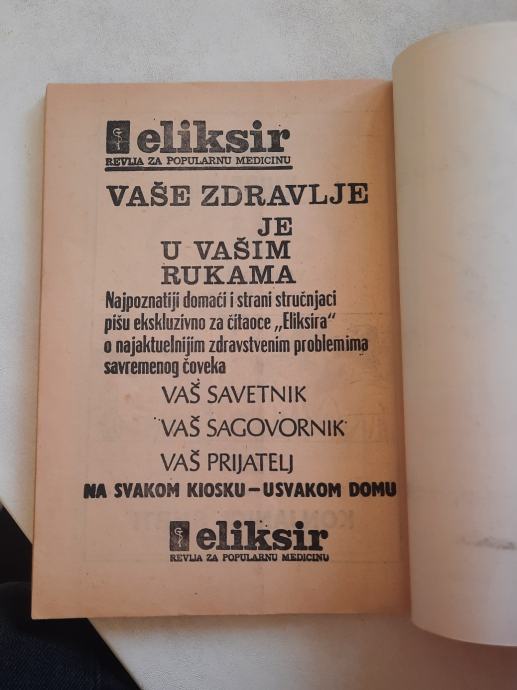 eliksir
REVIJA ZA POPULARNU MEDICINU
VAŠE ZDRAVLJE
JE
U VAŠIM
RUKAMA
Najpoznatiji domaći i strani stručnjaci
pišu ekskluzivno za čitaoce „Eliksira“
o najaktuelnijim zdravstvenim problemima
savremenog čoveka
VAŠ SAVETNIK
VAŠ SAGOVORNIK
VAŠ PRIJATELJ
NA SVAKOM KIOSKU – USVAKOM DOMU
eliksir
REVIJA ZA POPULARNU MEDICINU